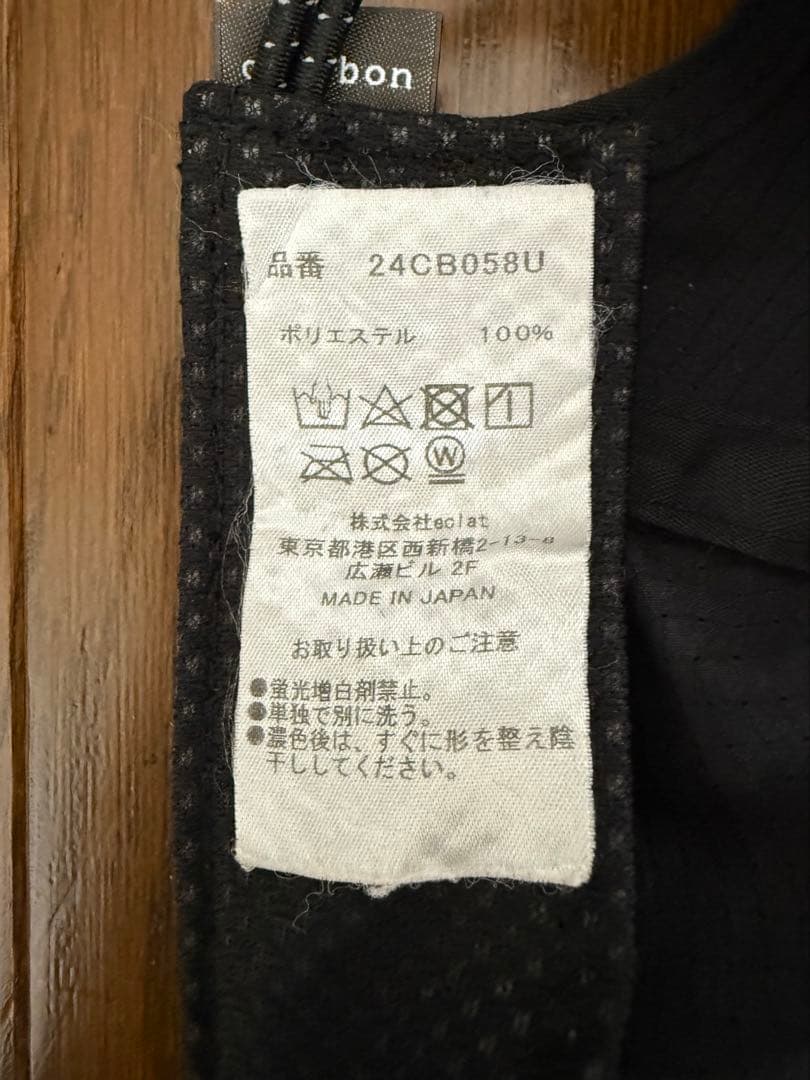 bon
品番 24CB058U
ポリエステル 100%
W
株式会社eclat
東京都港区西新橋2-13-8
広瀬ビル 2F
MADE IN JAPAN
お取り扱い上のご注意
●蛍光増白剤禁止。
●単独で別に洗う。
●濃色後は、すぐに形を整え陰
干ししてください。